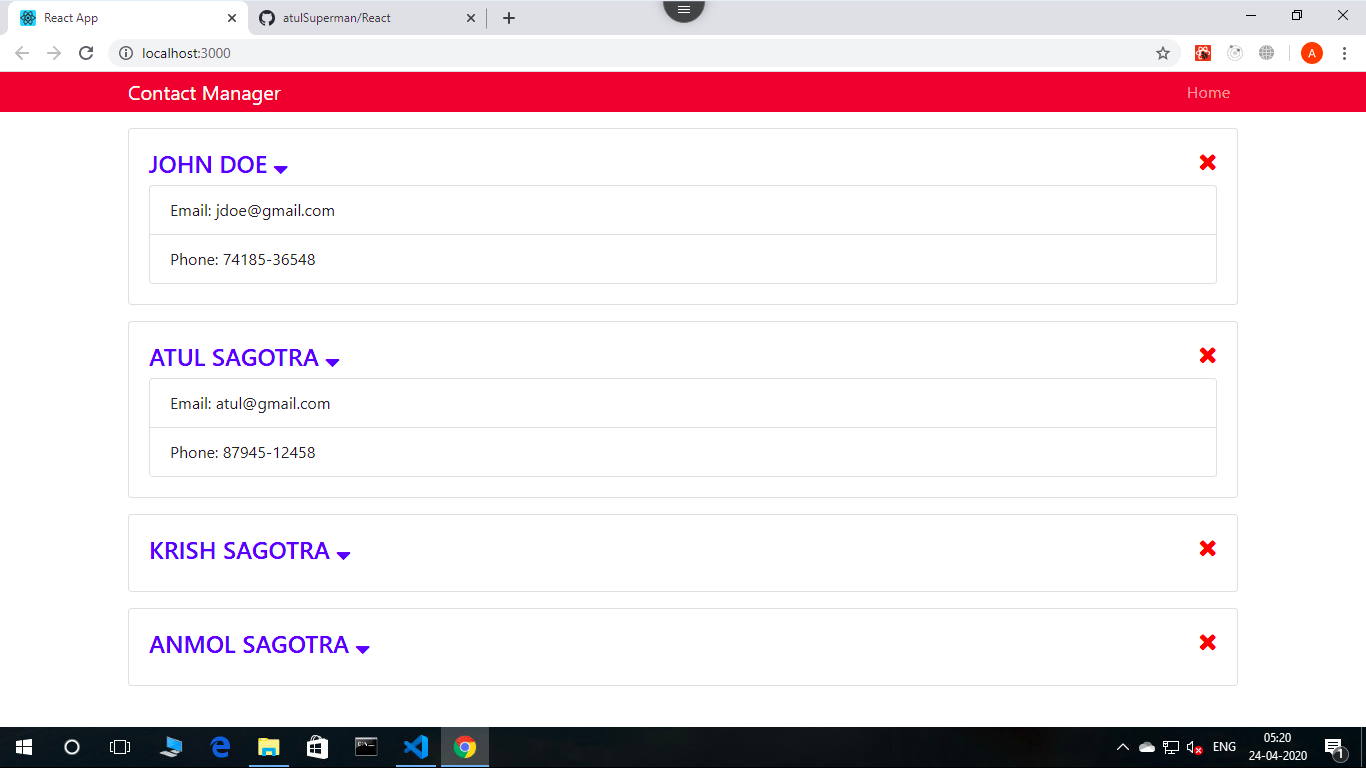 React App
atulSuperman/React
localhost:3000
A
Contact Manager
Home
JOHN DOE
Email: jdoe@gmail.com
Phone: 74185-36548
ATUL SAGOTRA
Email: atul@gmail.com
Phone: 87945-12458
KRISH SAGOTRA
ANMOL SAGOTRA
ENG
05:20
24-04-2020
1